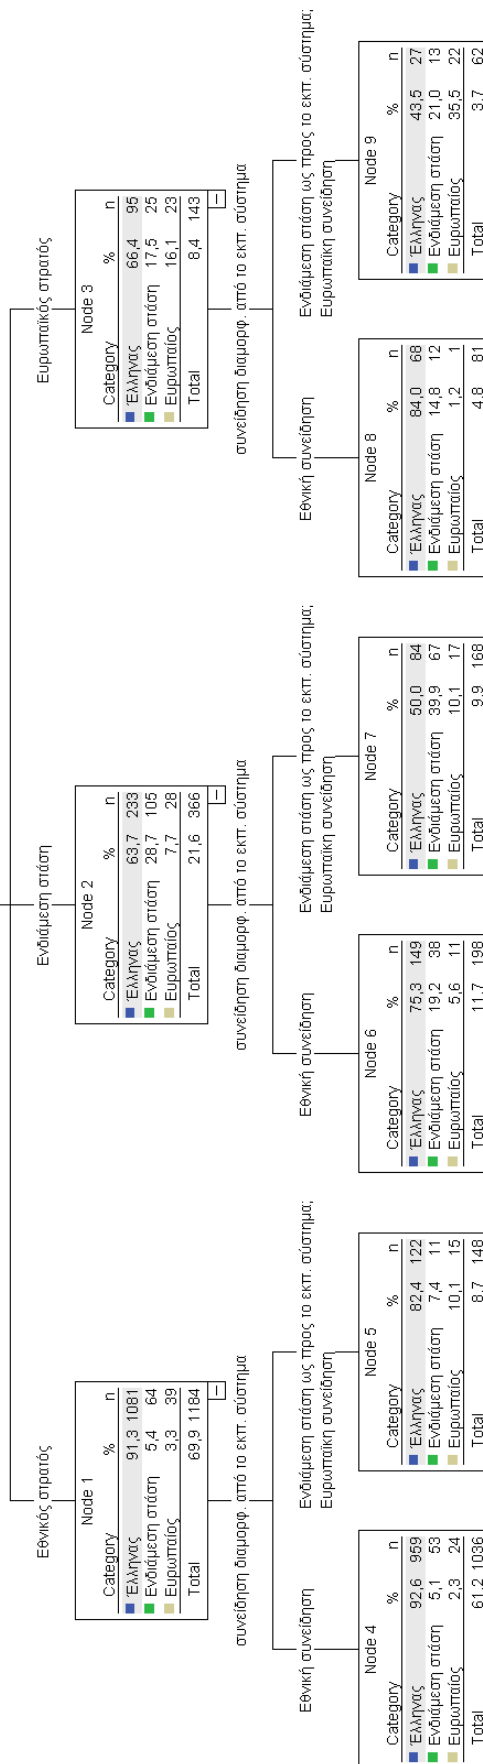 Εθνικός στρατός
Ενδιάμεση στάση
Ευρωπαϊκός στρατός
Node 1
Category % n
Έλληνας 91,3 1081
Ενδιάμεση στάση 5,4 64
Ευρωπαίος 3,3 39
Total 69,9 1184
Node 2
Category % n
Έλληνας 63,7 233
Ενδιάμεση στάση 28,7 105
Ευρωπαίος 7,7 28
Total 21,6 366
Node 3
Category % n
Έλληνας 66,4 95
Ενδιάμεση στάση 17,5 25
Ευρωπαίος 16,1 23
Total 8,4 143
συνείδηση διαμορφ. από το εκπ. σύστημα
συνείδηση διαμορφ. από το εκπ. σύστημα
συνείδηση διαμορφ. από το εκπ. σύστημα
Εθνική συνείδηση
Ενδιάμεση στάση ως προς το εκπ. σύστημα;
Ευρωπαϊκη συνείδηση
Εθνική συνείδηση
Ενδιάμεση στάση ως προς το εκπ. σύστημα;
Ευρωπαϊκη συνείδηση
Εθνική συνείδηση
Ενδιάμεση στάση ως προς το εκπ. σύστημα;
Ευρωπαϊκη συνείδηση
Node 4
Category % n
Έλληνας 92,6 959
Ενδιάμεση στάση 5,1 53
Ευρωπαίος 2,3 24
Total 61,2 1036
Node 5
Category % n
Έλληνας 82,4 122
Ενδιάμεση στάση 7,4 11
Ευρωπαίος 10,1 15
Total 8,7 148
Node 6
Category % n
Έλληνας 75,3 149
Ενδιάμεση στάση 19,2 38
Ευρωπαίος 5,6 11
Total 11,7 198
Node 7
Category % n
Έλληνας 50,0 84
Ενδιάμεση στάση 39,9 67
Ευρωπαίος 10,1 17
Total 9,9 168
Node 8
Category % n
Έλληνας 84,0 68
Ενδιάμεση στάση 14,8 12
Ευρωπαίος 1,2 1
Total 4,8 81
Node 9
Category % n
Έλληνας 43,5 27
Ενδιάμεση στάση 21,0 13
Ευρωπαίος 35,5 22
Total 3,7 62